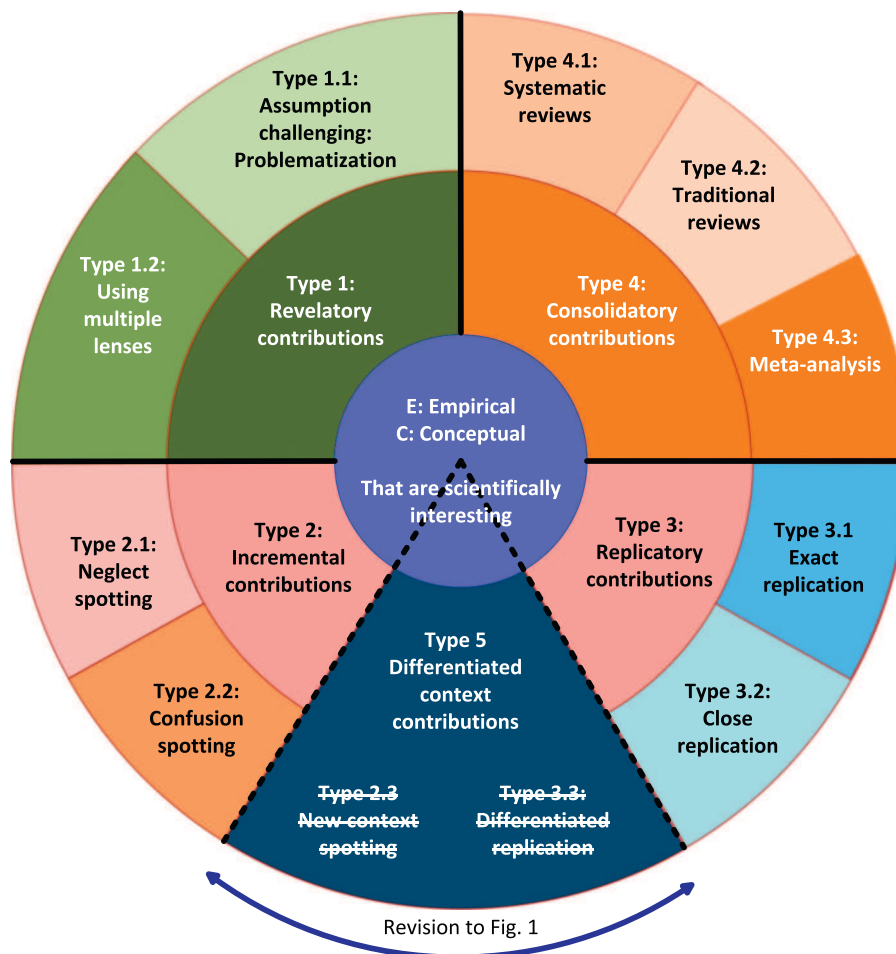 Type 1.1:
Assumption
challenging:
Problematization
Type 4.1:
Systematic
reviews
Type 4.2:
Traditional
reviews
Type 1.2:
Using
multiple
lenses
Type 1:
Revelatory
contributions
Type 4:
Consolidatory
contributions
Type 4.3:
Meta-analysis
E: Empirical
C: Conceptual
That are scientifically
interesting
Type 2.1:
Neglect
spotting
Type 2:
Incremental
contributions
Type 3:
Replicatory
contributions
Type 3.1
Exact
replication
Type 2.2:
Confusion
spotting
Type 5
Differentiated
context
contributions
Type 3.2:
Close
replication
Type 2.3
New context
spotting
Type 3.3:
Differentiated
replication
Revision to Fig. 1